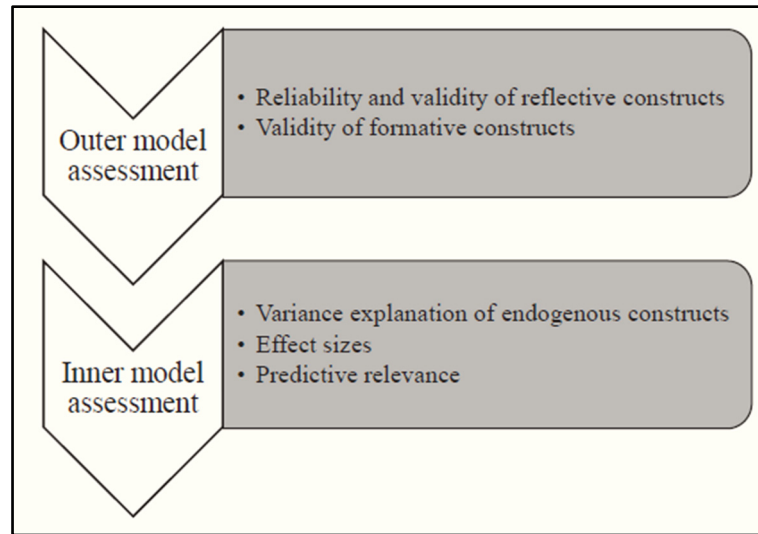 Outer model
assessment
• Reliability and validity of reflective constructs
• Validity of formative constructs
Inner model
assessment
• Variance explanation of endogenous constructs
• Effect sizes
• Predictive relevance